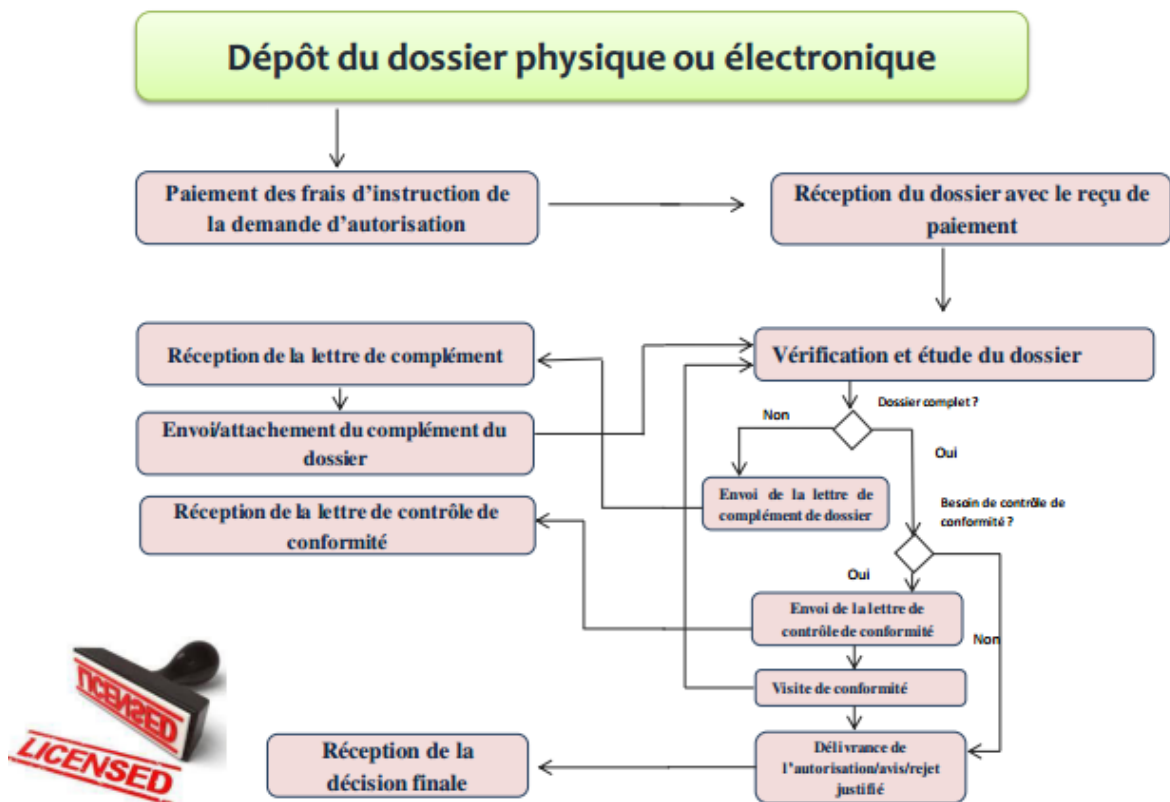 Dépôt du dossier physique ou électronique
Paiement des frais d'instruction de
la demande d'autorisation
Réception du dossier avec le reçu de
paiement
Réception de la lettre de complément
Vérification et étude du dossier
Dossier complet ?
Non
Oui
Envoi/attachement du complément du
dossier
Envoi de la lettre de
complément de dossier
Réception de la lettre de contrôle de
conformité
Besoin de contrôle de
conformité ?
Oui
Non
Envoi de la lettre de
contrôle de conformité
Visite de conformité
Délivrance de
l'autorisation/avis/rejet
justifié
Réception de la
décision finale
LICENSED
LICENSED